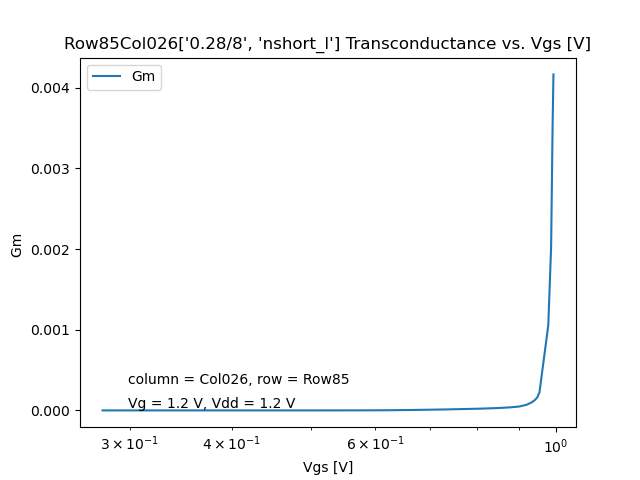 Row85Col026['0.28/8', 'nshort_l'] Transconductance vs. Vgs [V]
Gm
0.004
0.003
0.002
0.001
0.000
Gm
column = Col026, row = Row85
Vg = 1.2 V, Vdd = 1.2 V
3 × 10⁻¹ 4 × 10⁻¹ 6 × 10⁻¹ 10⁰
Vgs [V]